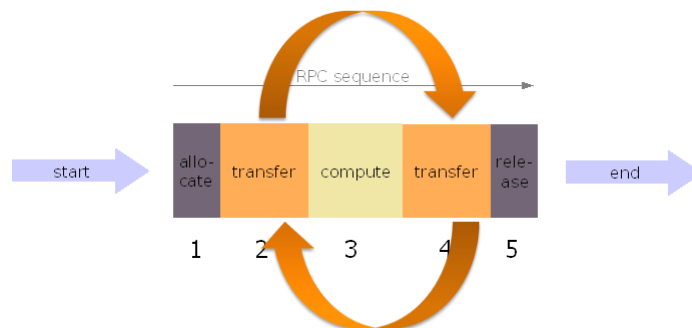 RPC sequence
start
allo-
cate
transfer
compute
transfer
rele-
ase
end
1
2
3
4
5